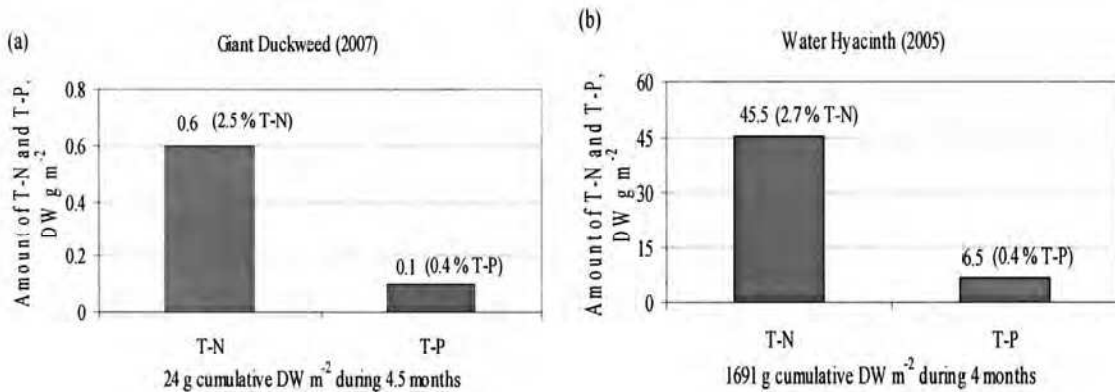 (a)
Giant Duckweed (2007)
Amount of T-N and T-P,
DW g m-2
0.8
0.6
0.4
0.2
0
0.6 (2.5 % T-N)
0.1 (0.4 % T-P)
T-N
T-P
24 g cumulative DW m-2 during 4.5 months
(b)
Water Hyacinth (2005)
Amount of T-N and T-P,
DW g m-2
60
45
30
15
0
45.5 (2.7 % T-N)
6.5 (0.4 % T-P)
T-N
T-P
1691 g cumulative DW m-2 during 4 months